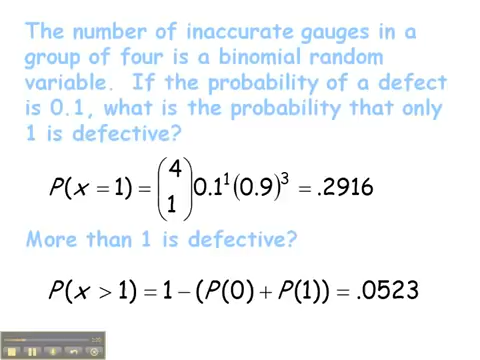 The number of inaccurate gauges in a
group of four is a binomial random
variable. If the probability of a defect
is 0.1, what is the probability that only
1 is defective?
P(x = 1) = (4 1) 0.1¹(0.9)³ = .2916
More than 1 is defective?
P(x > 1) = 1 − (P(0) + P(1)) = .0523